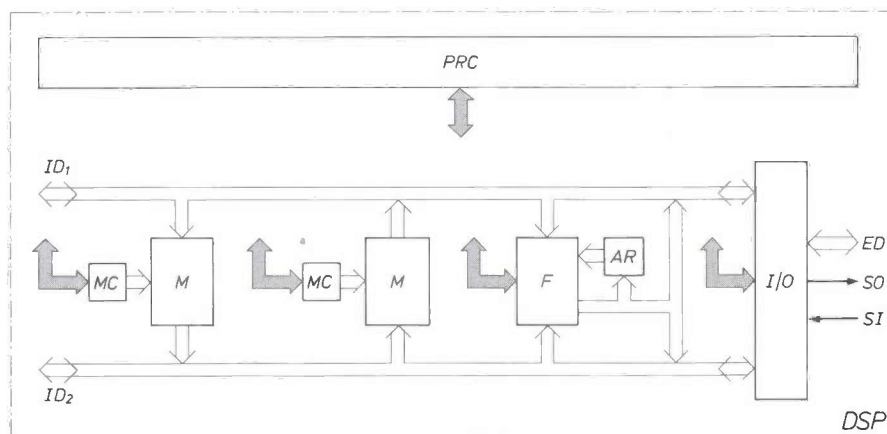 PRC
ID1
MC M MC M F AR I/O ED
SO
SI
ID2
DSP